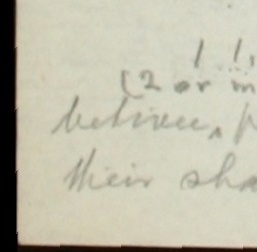 (2 or m
between, p
their sha